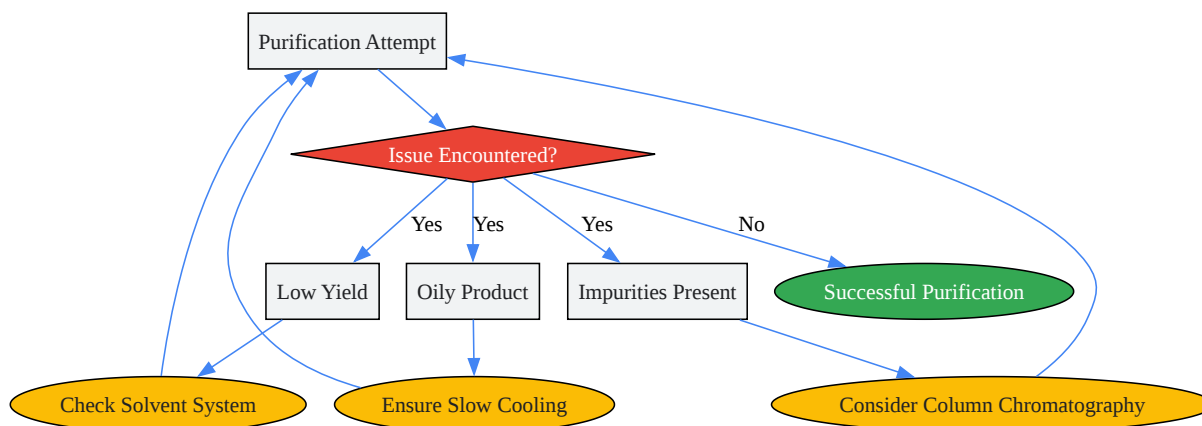 Purification Attempt
Issue Encountered?
Yes
Yes
Yes
No
Low Yield
Oily Product
Impurities Present
Successful Purification
Check Solvent System
Ensure Slow Cooling
Consider Column Chromatography